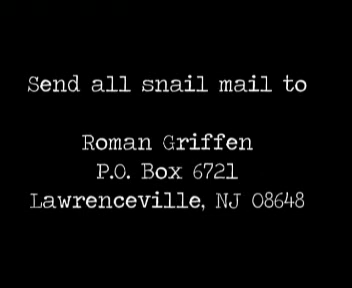 Send all snail mail to
Roman Griffen
P.O. Box 6721
Lawrenceville, NJ 08648